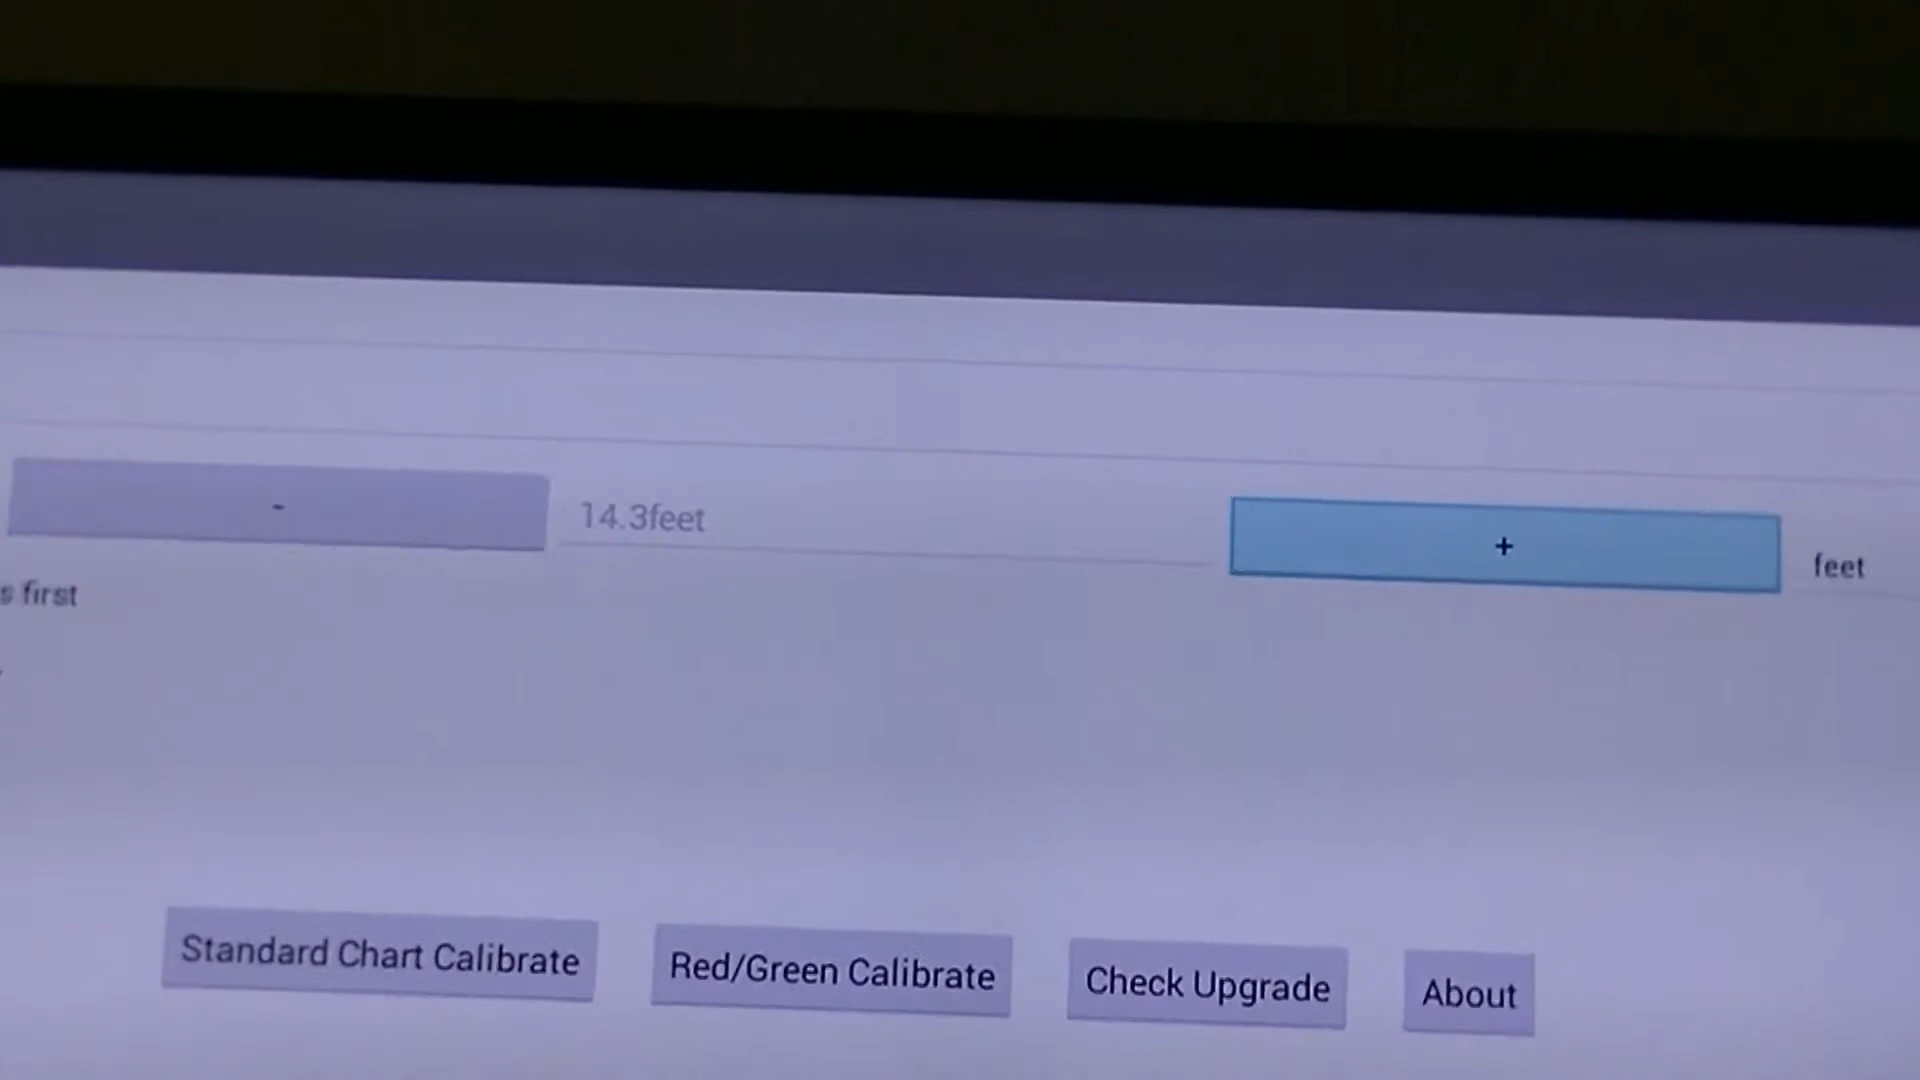 - 14.3feet + feet
s first
Standard Chart Calibrate Red/Green Calibrate Check Upgrade About